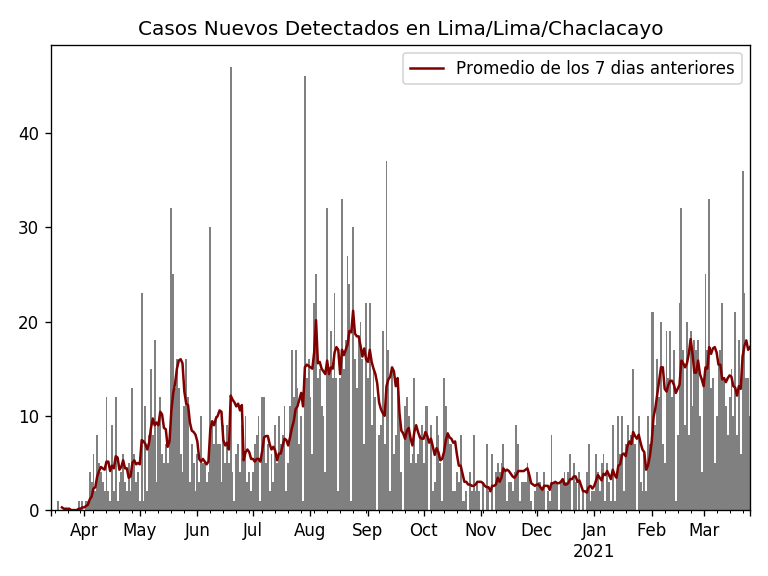 Casos Nuevos Detectados en Lima/Lima/Chaclacayo
Promedio de los 7 dias anteriores
40
30
20
10
0
Apr May Jun Jul Aug Sep Oct Nov Dec Jan Feb Mar
2021